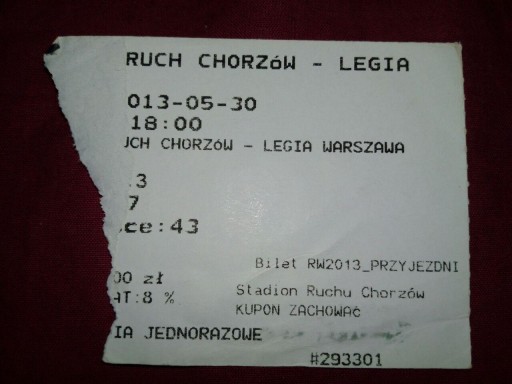 RUCH CHORZóW - LEGIA
013-05-30
18:00
UCH CHORZóW - LEGIA WARSZAWA
.3
7
ce:43
Bilet RW2013_PRZYJEZDNI
00 zł
AT:8 %
Stadion Ruchu Chorzów
KUPON ZACHOWAć
IA JEDNORAZOWE
#293301